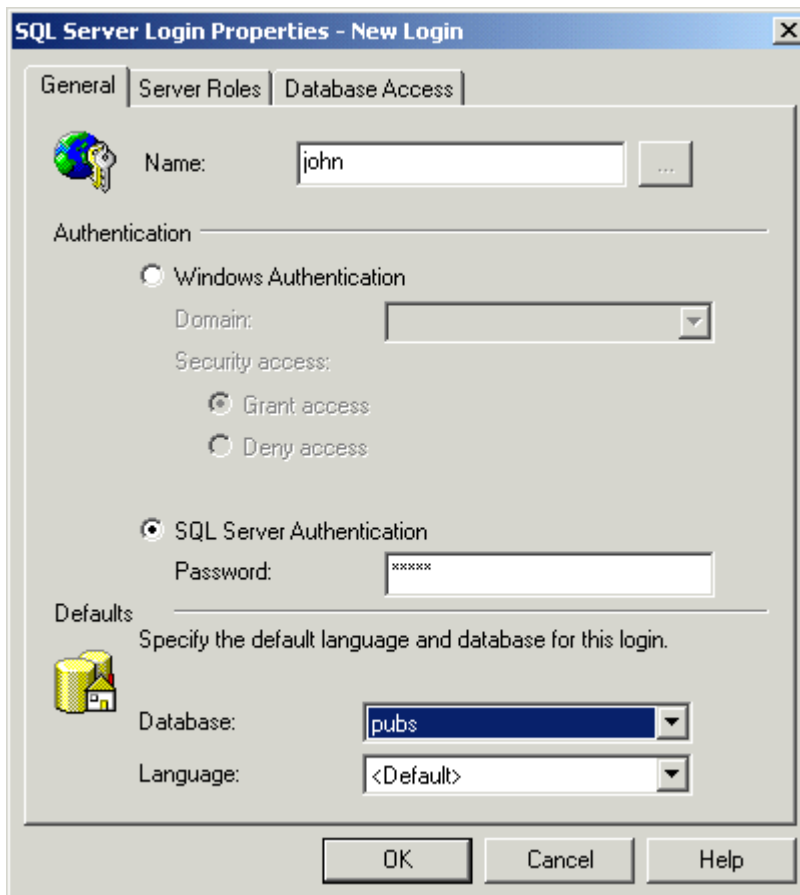 SQL Server Login Properties - New Login
General Server Roles Database Access
Name: john ...
Authentication
Windows Authentication
Domain:
Security access:
Grant access
Deny access
SQL Server Authentication
Password: *****
Defaults
Specify the default language and database for this login.
Database: pubs
Language: <Default>
OK Cancel Help